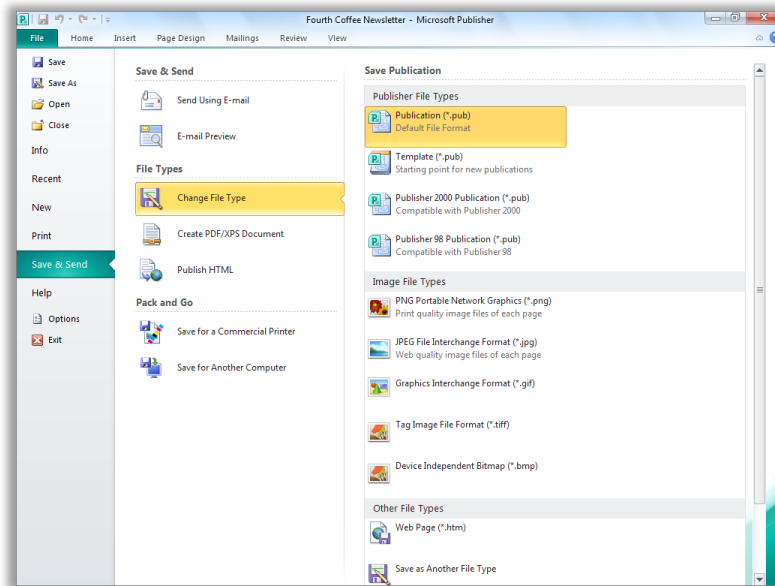 Fourth Coffee Newsletter - Microsoft Publisher
File Home Insert Page Design Mailings Review View
Save
Save As
Open
Close
Info
Recent
New
Print
Save & Send
Help
Options
Exit
Save & Send
Send Using E-mail
E-mail Preview
File Types
Change File Type
Create PDF/XPS Document
Publish HTML
Pack and Go
Save for a Commercial Printer
Save for Another Computer
Save Publication
Publisher File Types
Publication (*.pub)
Default File Format
Template (*.pub)
Starting point for new publications
Publisher 2000 Publication (*.pub)
Compatible with Publisher 2000
Publisher 98 Publication (*.pub)
Compatible with Publisher 98
Image File Types
PNG Portable Network Graphics (*.png)
Print quality image files of each page
JPEG File Interchange Format (*.jpg)
Web quality image files of each page
Graphics Interchange Format (*.gif)
Tag Image File Format (*.tiff)
Device Independent Bitmap (*.bmp)
Other File Types
Web Page (*.htm)
Save as Another File Type